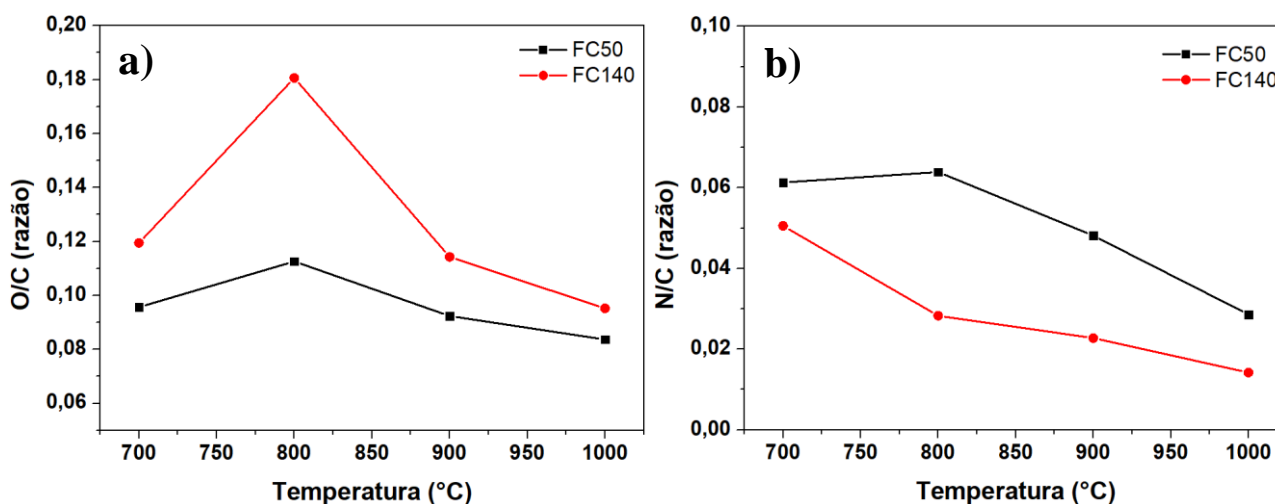 a)
FC50
FC140
O/C (razão)
0,20
0,18
0,16
0,14
0,12
0,10
0,08
0,06
700 750 800 850 900 950 1000
Temperatura (°C)
b)
FC50
FC140
N/C (razão)
0,10
0,08
0,06
0,04
0,02
0,00
700 750 800 850 900 950 1000
Temperatura (°C)